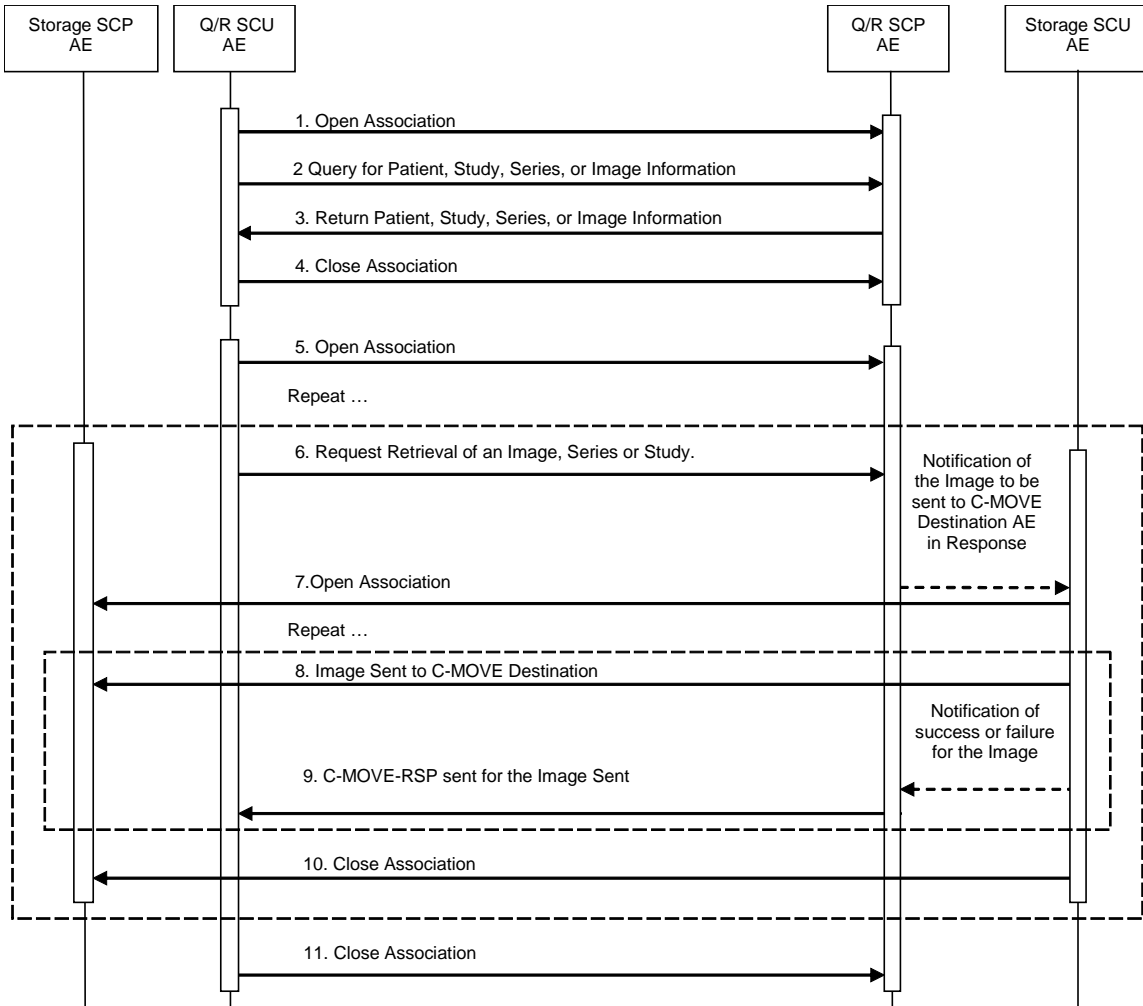 Storage SCP
AE
Q/R SCU
AE
Q/R SCP
AE
Storage SCU
AE
1. Open Association
2 Query for Patient, Study, Series, or Image Information
3. Return Patient, Study, Series, or Image Information
4. Close Association
5. Open Association
Repeat …
6. Request Retrieval of an Image, Series or Study.
Notification of
the Image to be
sent to C-MOVE
Destination AE
in Response
7.Open Association
Repeat …
8. Image Sent to C-MOVE Destination
Notification of
success or failure
for the Image
9. C-MOVE-RSP sent for the Image Sent
10. Close Association
11. Close Association